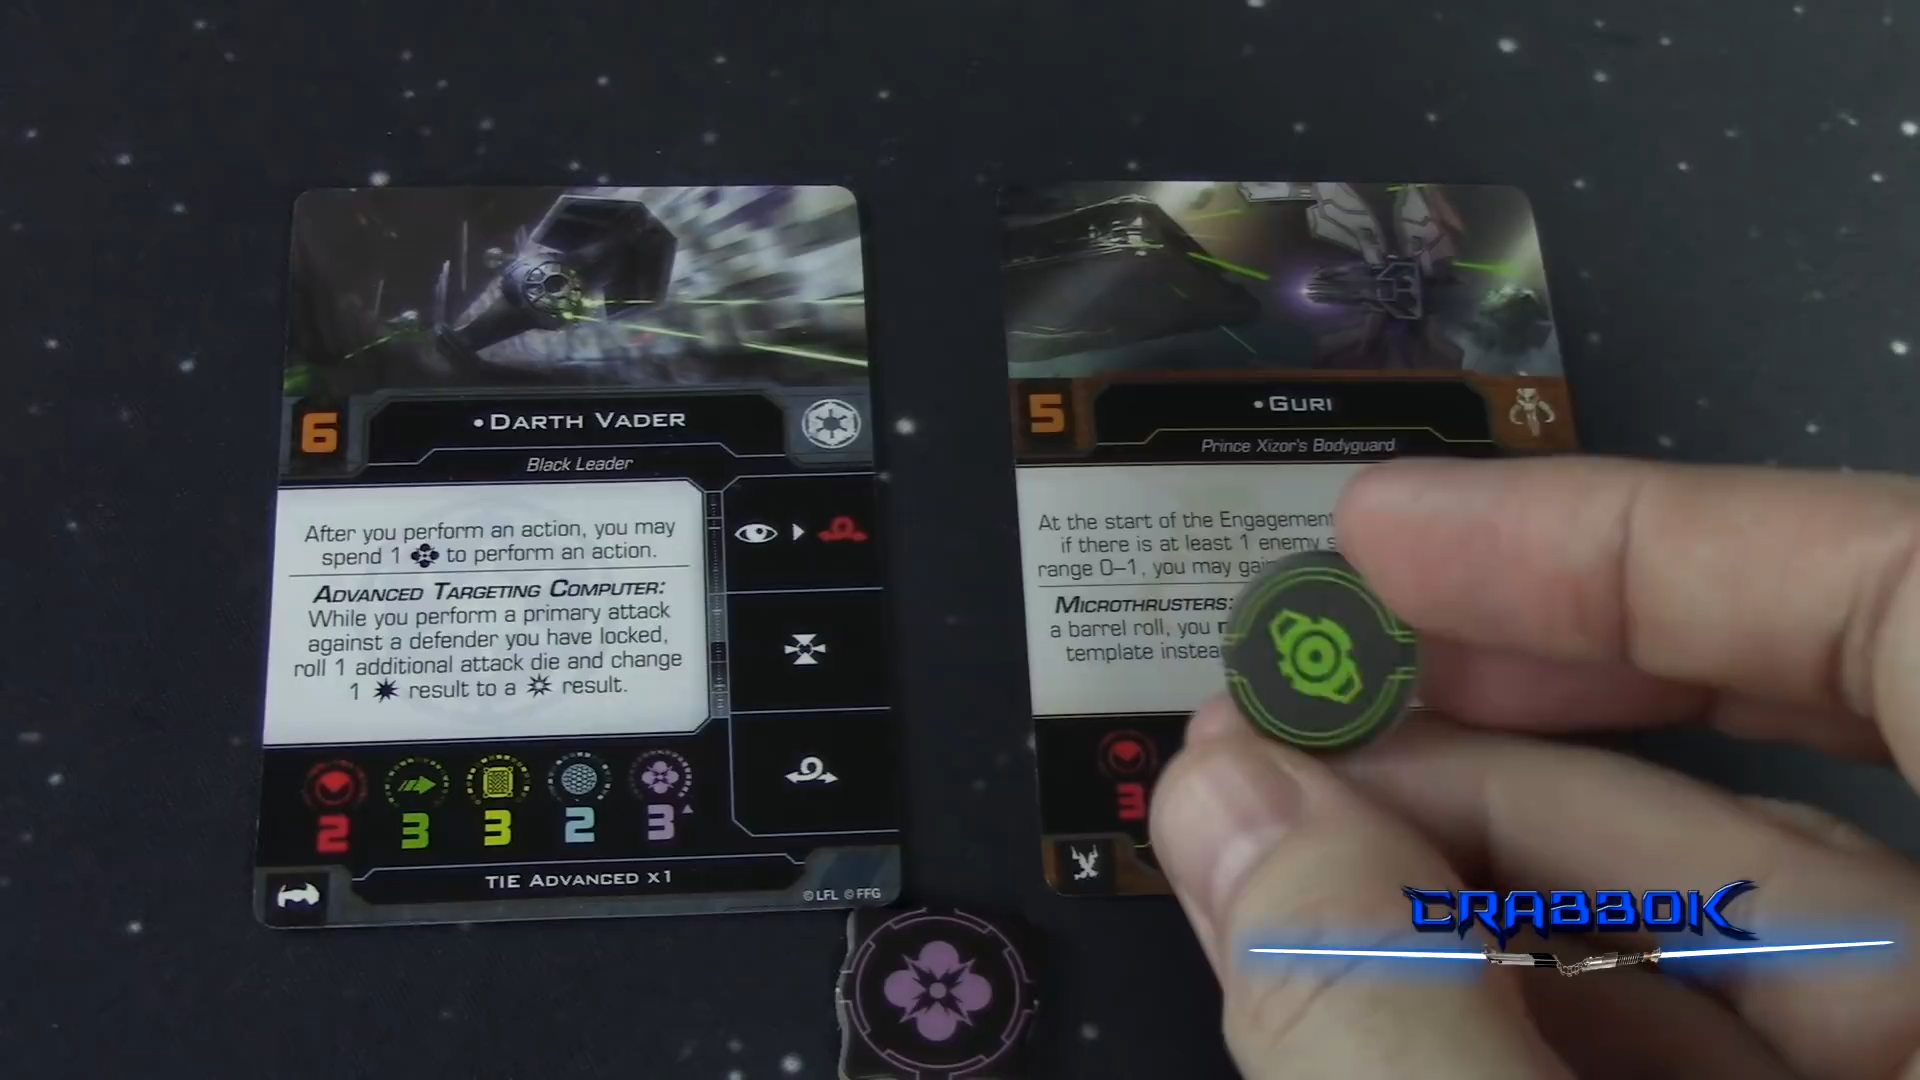 6
•DARTH VADER
Black Leader
After you perform an action, you may
spend 1 to perform an action.
ADVANCED TARGETING COMPUTER:
While you perform a primary attack
against a defender you have locked,
roll 1 additional attack die and change
1 result to a result.
2 3 3 2 3
TIE ADVANCED X1
© LFL © FFG
5
•GURI
Prince Xizor's Bodyguard
At the start of the Engagement
if there is at least 1 enemy
range 0–1, you may
MICROTHRUSTERS:
a barrel roll, you
template
3
CRABBOK